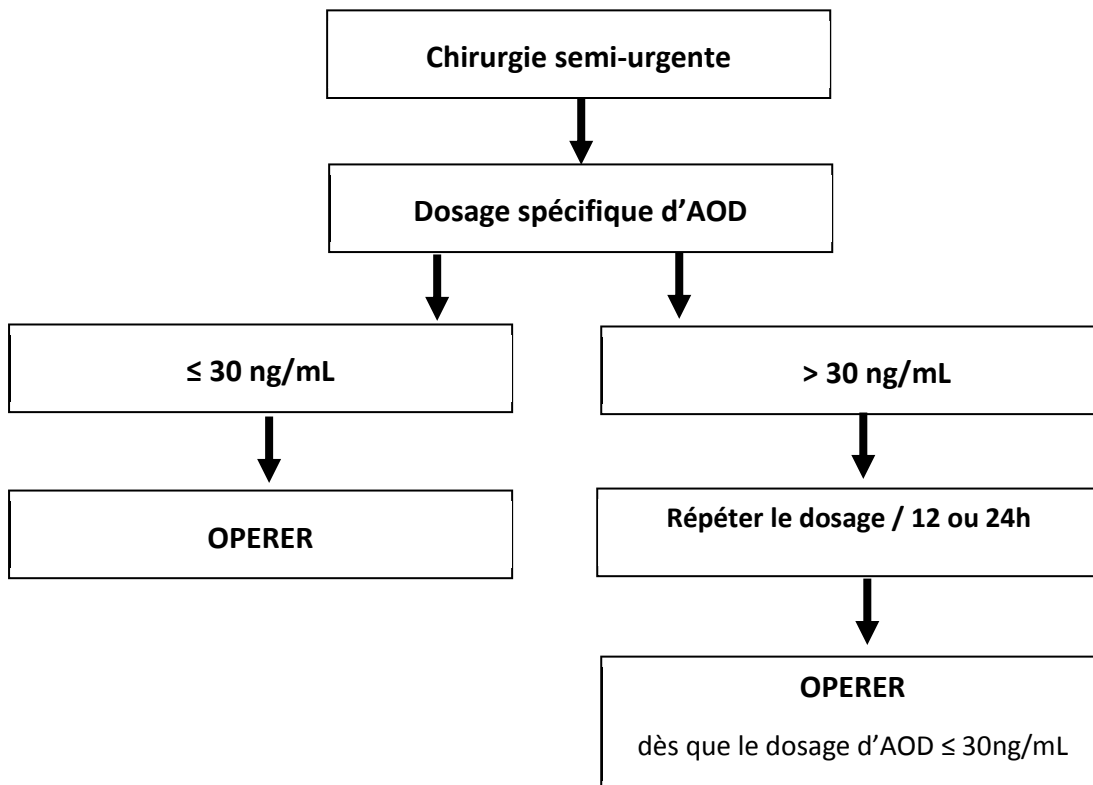 Chirurgie semi-urgente
Dosage spécifique d’AOD
≤ 30 ng/mL
> 30 ng/mL
OPERER
Répéter le dosage / 12 ou 24h
OPERER
dès que le dosage d’AOD ≤ 30ng/mL